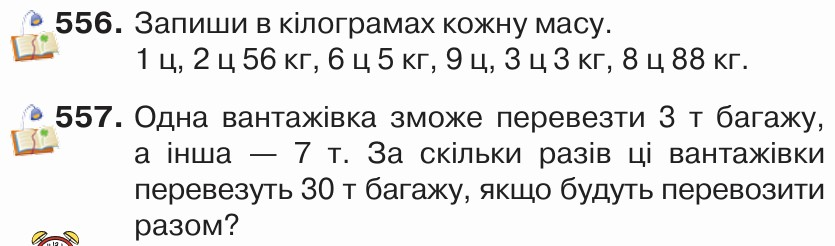 556. Запиши в кілограмах кожну масу.
1 ц, 2 ц 56 кг, 6 ц 5 кг, 9 ц, 3 ц 3 кг, 8 ц 88 кг.
557. Одна вантажівка зможе перевезти 3 т багажу,
а інша — 7 т. За скільки разів ці вантажівки
перевезуть 30 т багажу, якщо будуть перевозити
разом?